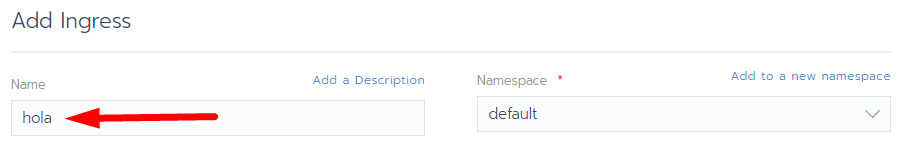 Add Ingress
Name
Add a Description
Namespace *
Add to a new namespace
hola
default